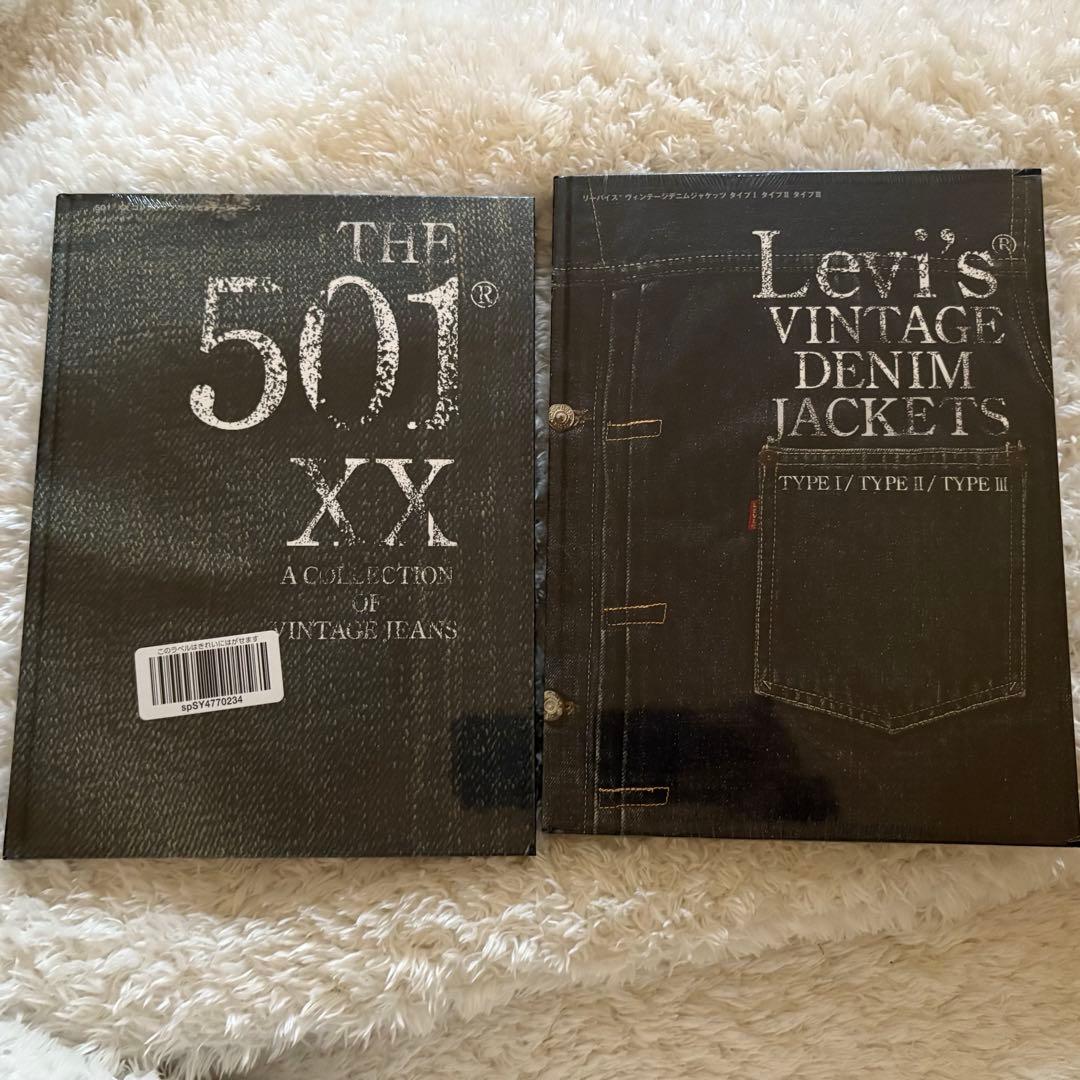 THE
501®
XX
A COLLECTION
OF
VINTAGE JEANS
このラベルはきれいにはがせます
spSY4770234
リーバイス® ヴィンテージデニムジャケッツ タイプⅠ タイプⅡ タイプⅢ
Levi's®
VINTAGE
DENIM
JACKETS
TYPE I / TYPE II / TYPE III